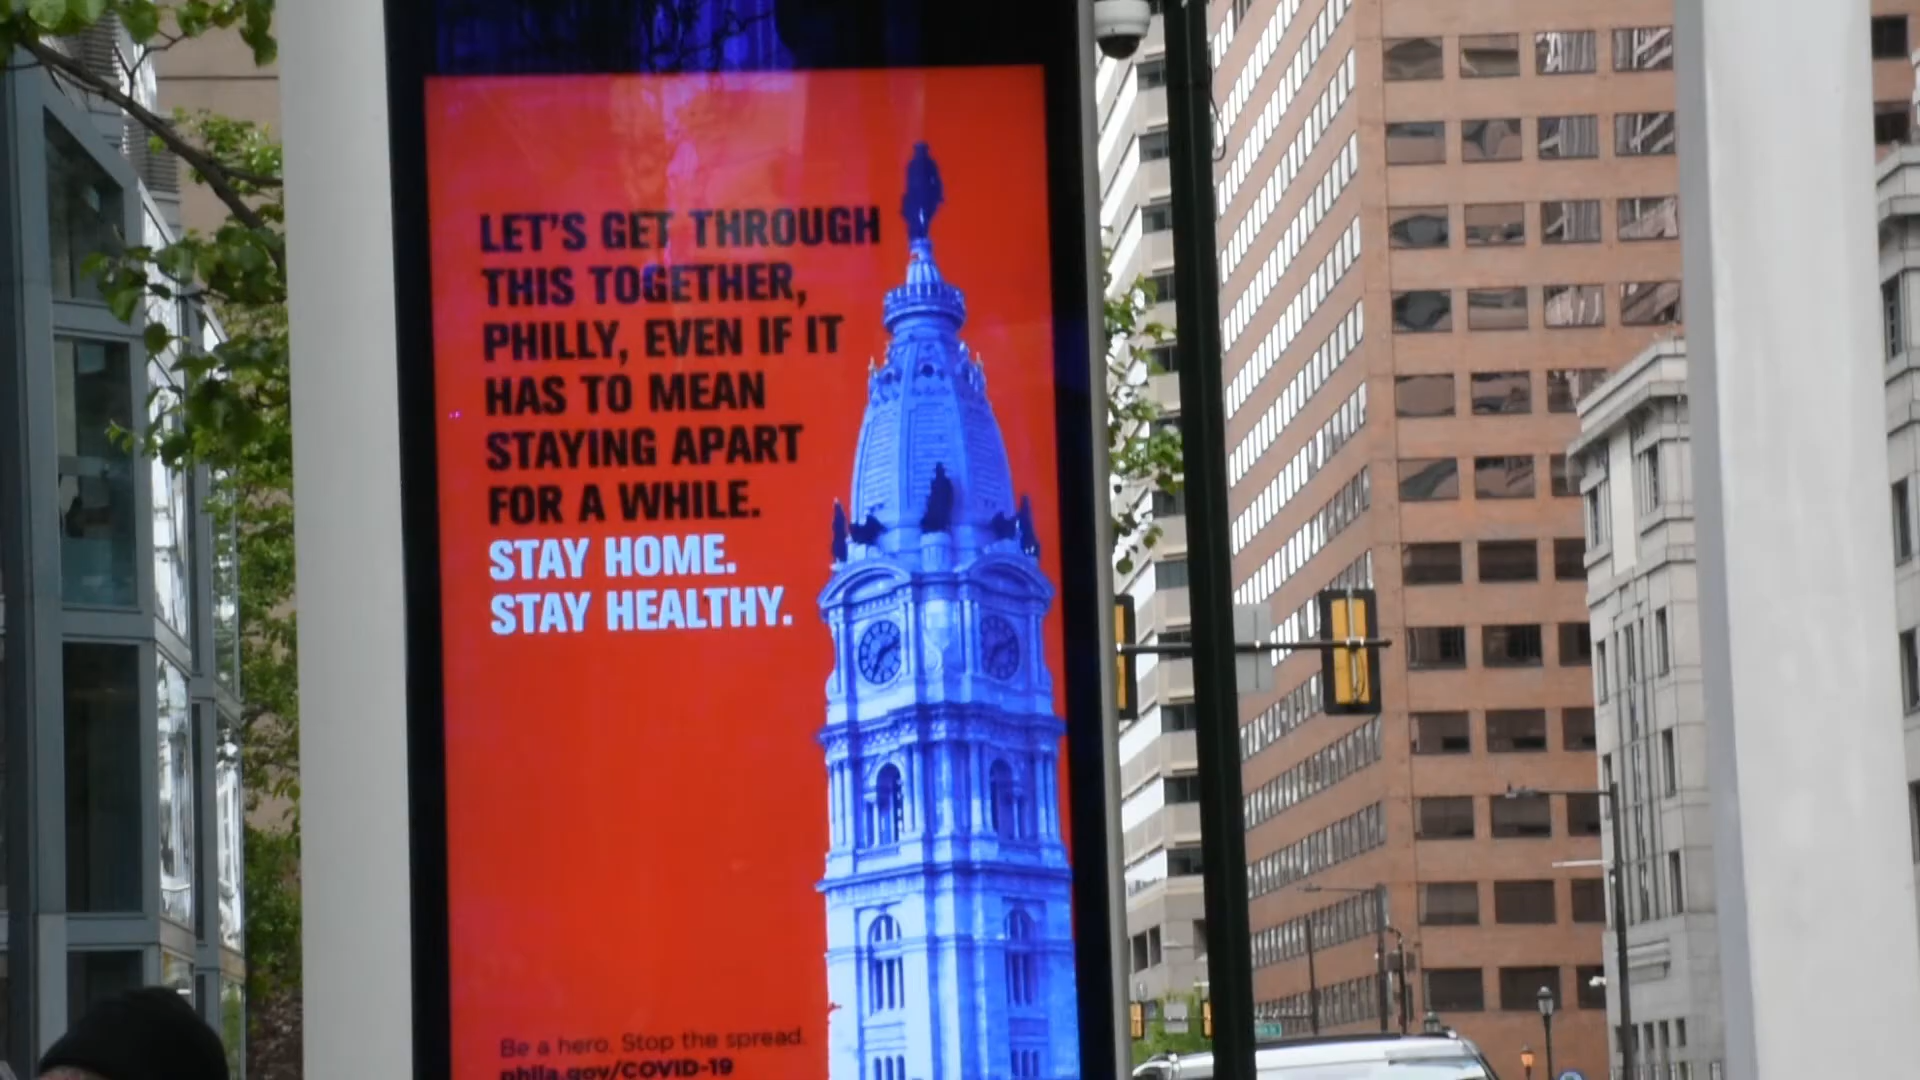 LET'S GET THROUGH
THIS TOGETHER,
PHILLY, EVEN IF IT
HAS TO MEAN
STAYING APART
FOR A WHILE.
STAY HOME.
STAY HEALTHY.
Be a hero. Stop the spread.
phila.gov/COVID-19